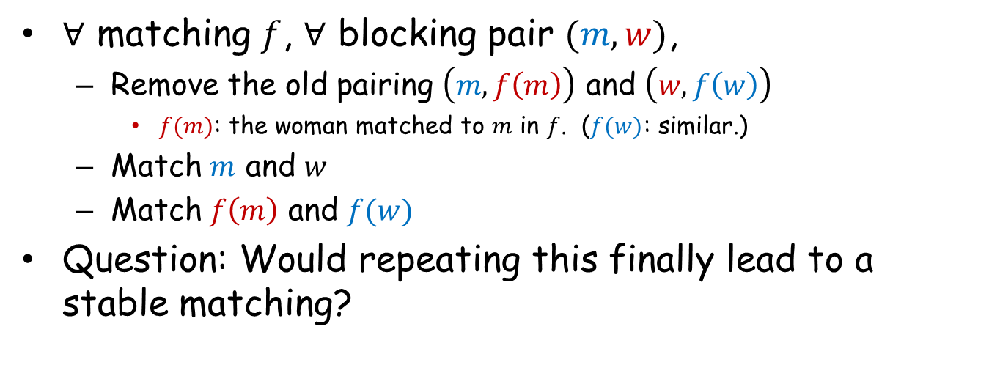 • ∀ matching f, ∀ blocking pair (m, w),
– Remove the old pairing (m, f(m)) and (w, f(w))
• f(m): the woman matched to m in f. (f(w): similar.)
– Match m and w
– Match f(m) and f(w)
• Question: Would repeating this finally lead to a
stable matching?